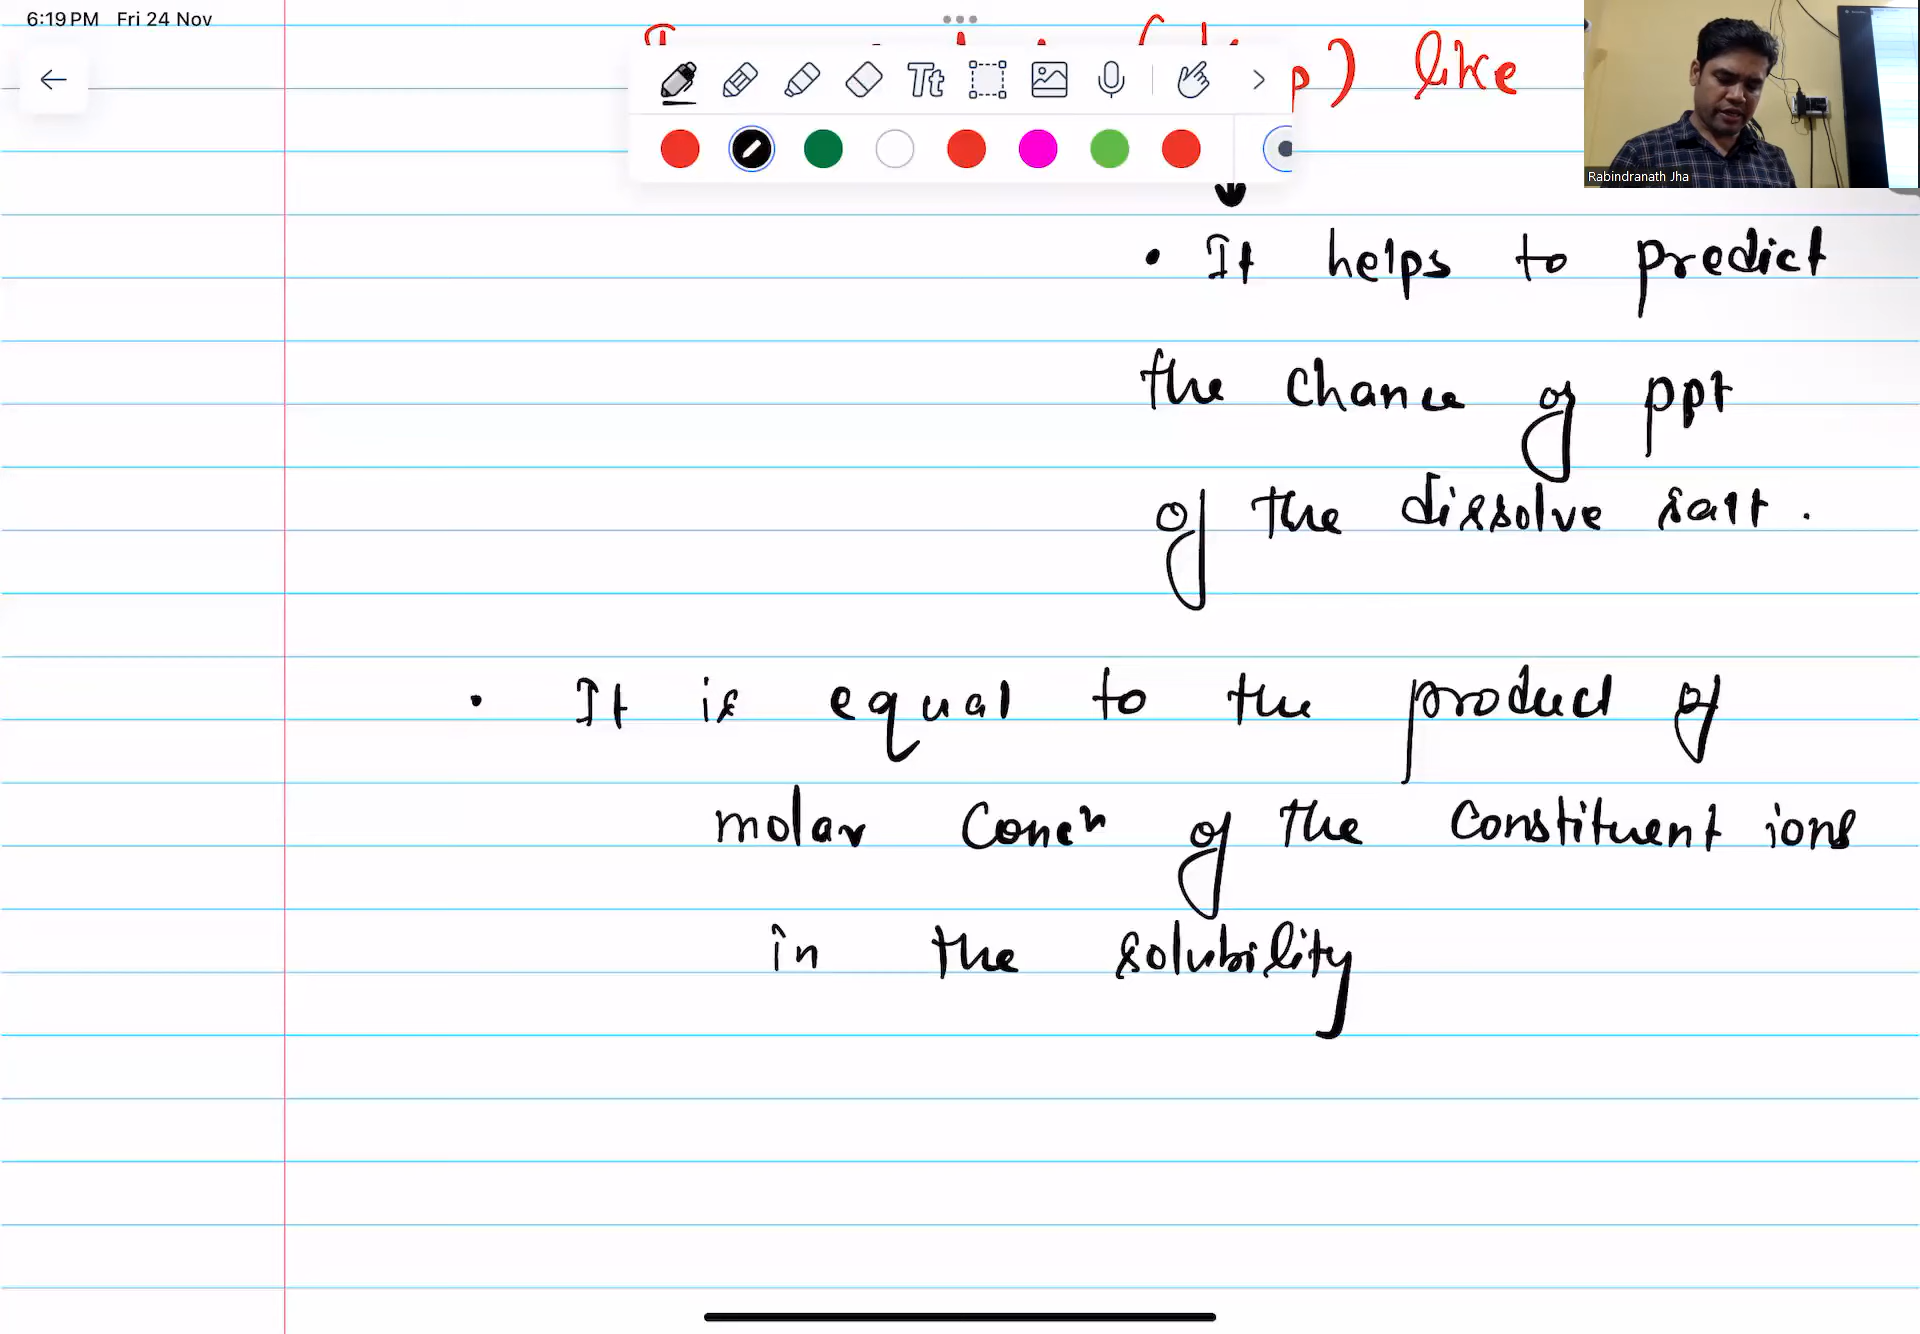 6:19 PM Fri 24 Nov
p) like
Tt
Rabindranath Jha
• It helps to predict
the chance of ppt
of the dissolve salt .
• It is equal to the product of
molar Concn of the constituent ions
in the solubility